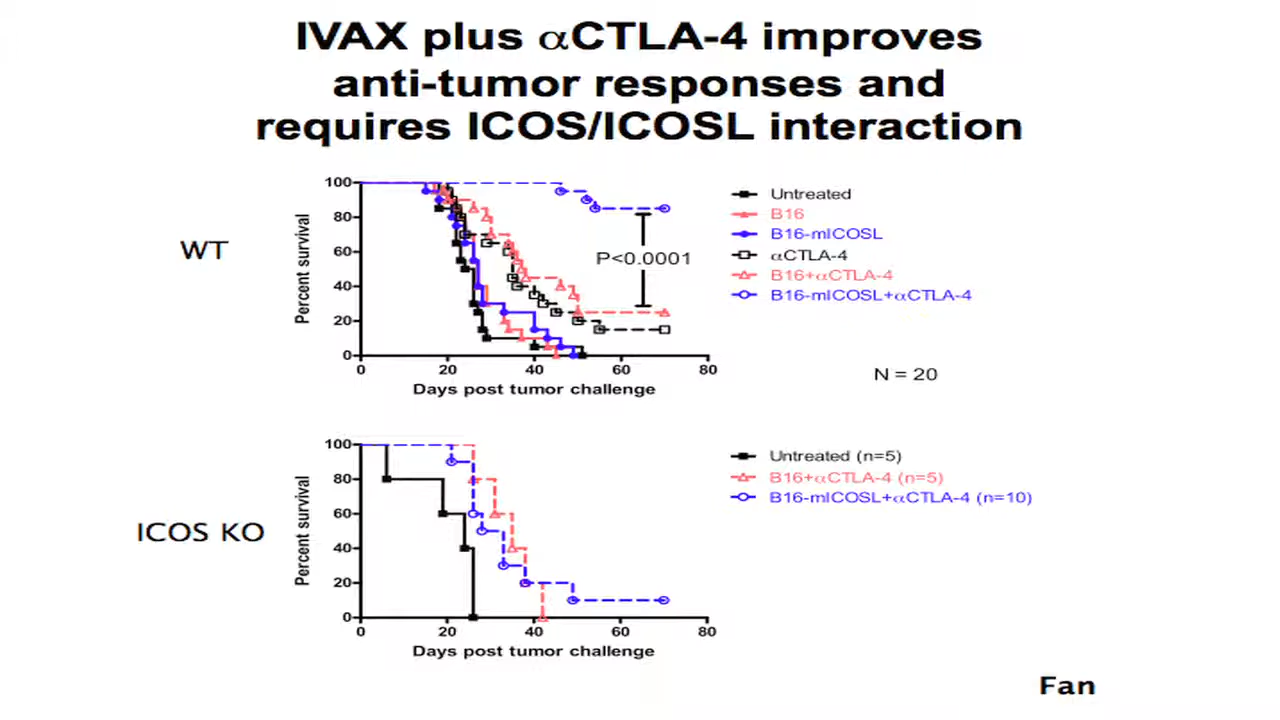 IVAX plus αCTLA-4 improves
anti-tumor responses and
requires ICOS/ICOSL interaction
WT
Percent survival
100
80
60
40
20
0
0 20 40 60 80
Days post tumor challenge
P<0.0001
Untreated
B16
B16-mICOSL
αCTLA-4
B16+αCTLA-4
B16-mICOSL+αCTLA-4
N = 20
ICOS KO
Percent survival
100
80
60
40
20
0
0 20 40 60 80
Days post tumor challenge
Untreated (n=5)
B16+αCTLA-4 (n=5)
B16-mICOSL+αCTLA-4 (n=10)
Fan